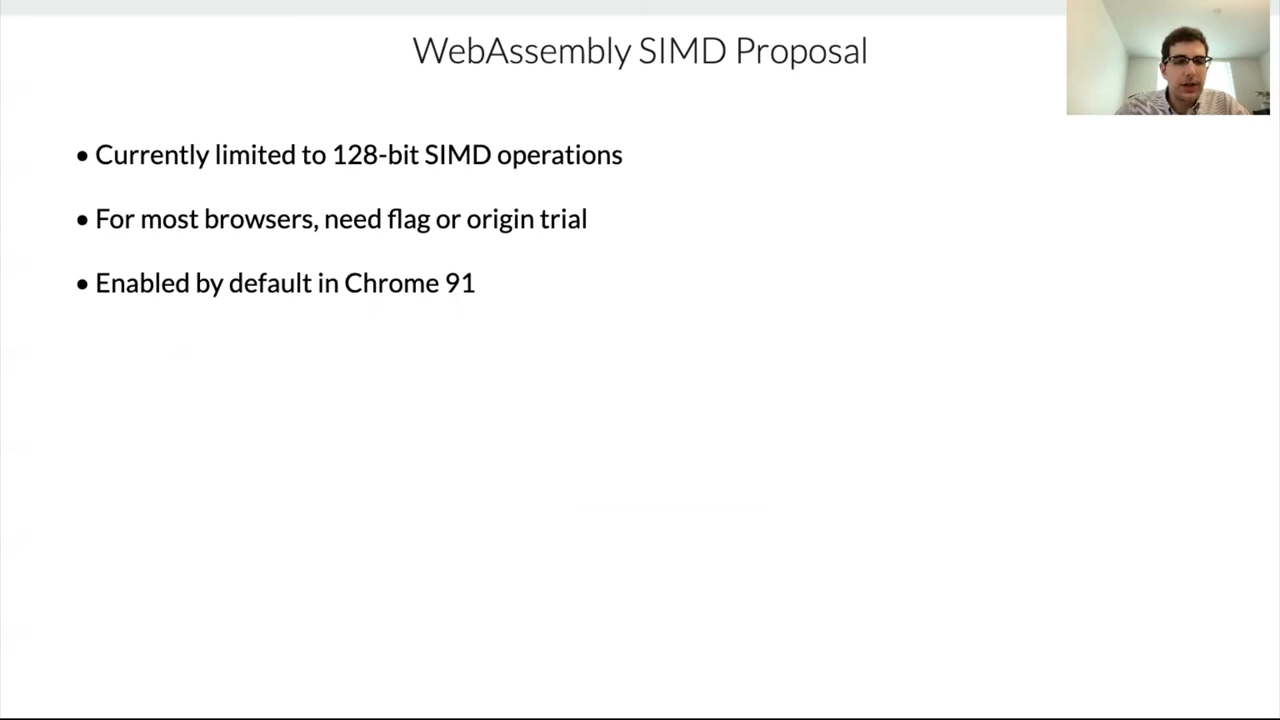 WebAssembly SIMD Proposal
• Currently limited to 128-bit SIMD operations
• For most browsers, need flag or origin trial
• Enabled by default in Chrome 91